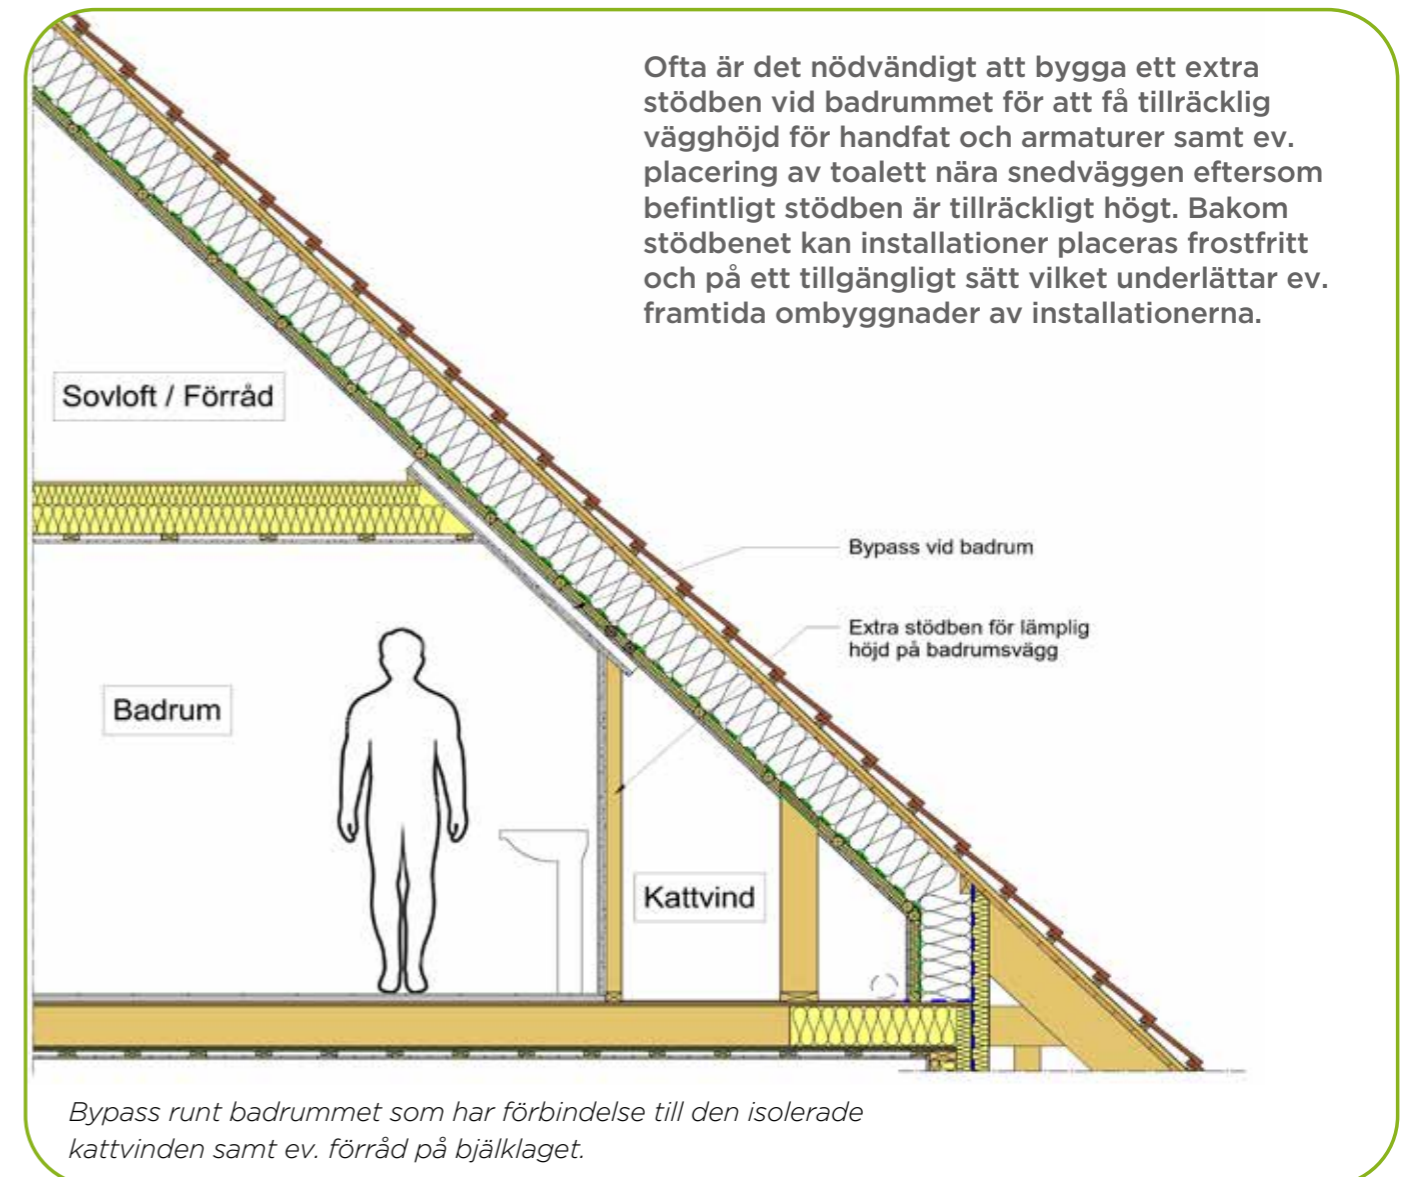 Ofta är det nödvändigt att bygga ett extra
stödben vid badrummet för att få tillräcklig
vägghöjd för handfat och armaturer samt ev.
placering av toalett nära snedväggen eftersom
befintligt stödben är tillräckligt högt. Bakom
stödbenet kan installationer placeras frostfritt
och på ett tillgängligt sätt vilket underlättar ev.
framtida ombyggnader av installationerna.
Sovloft / Förråd
Bypass vid badrum
Extra stödben för lämplig
höjd på badrumsvägg
Badrum
Kattvind
Bypass runt badrummet som har förbindelse till den isolerade
kattvinden samt ev. förråd på bjälklaget.